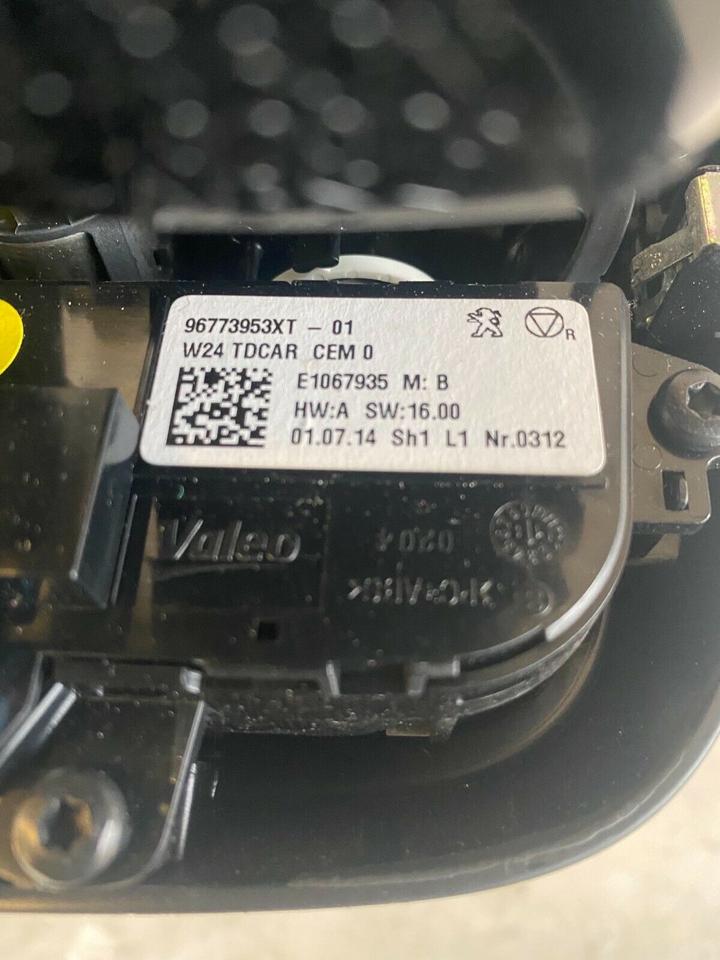 96773953XT - 01
W24 TDCAR CEM 0
E1067935 M: B
HW:A SW:16.00
01.07.14 Sh1 L1 Nr.0312
R
Valeo